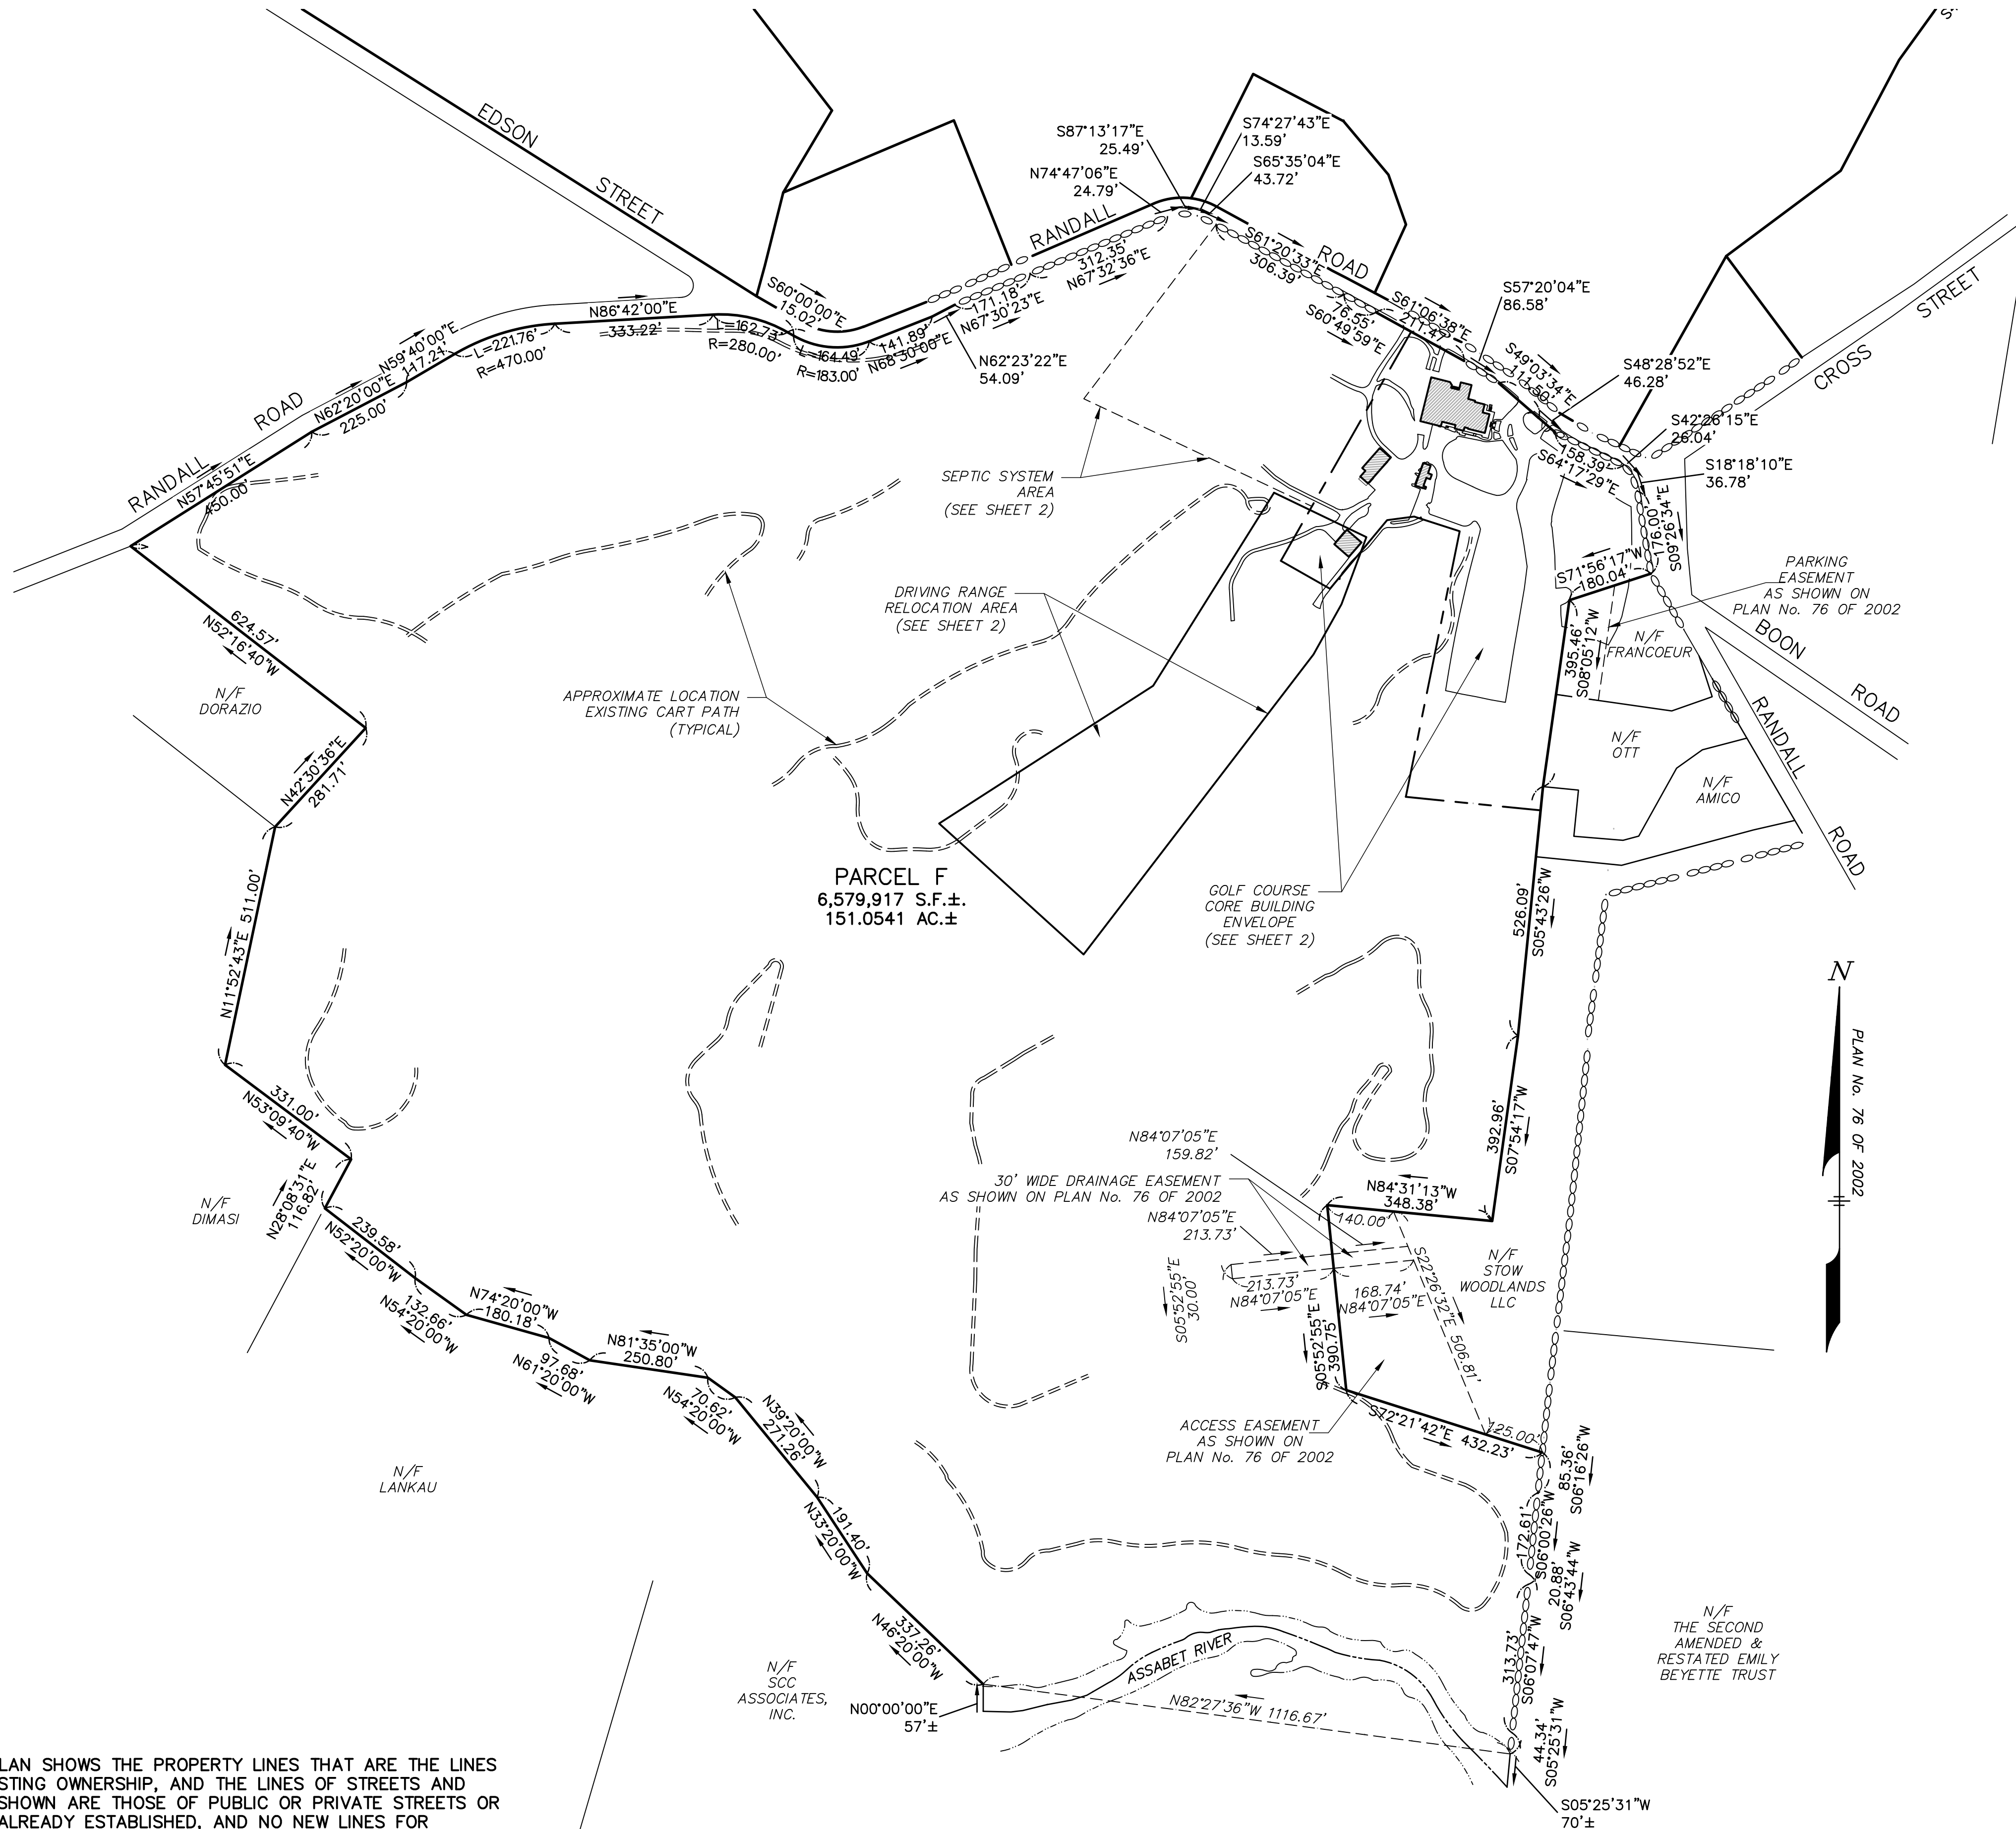 EDSON
STREET
RANDALL
ROAD
N57°45'51"E
450.00'
N62°20'00"E
225.00'
N59°40'00"E
117.24'
L=221.76'
R=470.00'
N86°42'00"E
333.22'
L=162.73'
R=280.00'
S60°00'00"E
15.02'
L=164.49'
R=183.00'
141.89'
N68°30'00"E
N62°23'22"E
54.09'
171.18'
N67°30'23"E
312.35'
N67°32'36"E
RANDALL
ROAD
N74°47'06"E
24.79'
S87°13'17"E
25.49'
S74°27'43"E
13.59'
S65°35'04"E
43.72'
S61°20'33"E
306.39'
76.55'
S60°49'59"E
S61°06'38"E
211.47'
S57°20'04"E
86.58'
S49°03'34"E
111.50'
S48°28'52"E
46.28'
158.39'
S64°17'29"E
S42°26'15"E
26.04'
S18°18'10"E
36.78'
176.00'
S09°26'34"E
CROSS
STREET
S71°56'17"W
180.04'
PARKING
EASEMENT
AS SHOWN ON
PLAN No. 76 OF 2002
BOON
ROAD
RANDALL
ROAD
N/F
FRANCOEUR
N/F
OTT
N/F
AMICO
395.46'
S08°05'12"W
526.09'
S05°43'26"W
392.96'
S07°54'17"W
SEPTIC SYSTEM
AREA
(SEE SHEET 2)
DRIVING RANGE
RELOCATION AREA
(SEE SHEET 2)
APPROXIMATE LOCATION
EXISTING CART PATH
(TYPICAL)
GOLF COURSE
CORE BUILDING
ENVELOPE
(SEE SHEET 2)
PARCEL F
6,579,917 S.F.±.
151.0541 AC.±
624.57'
N52°16'40"W
N/F
DORAZIO
N42°30'36"E
281.71'
N11°52'43"E 511.00'
331.00'
N53°09'40"W
N28°08'31"E
116.82'
N/F
DIMASI
239.58'
N52°20'00"W
132.66'
N54°20'00"W
N74°20'00"W
180.18'
97.68'
N61°20'00"W
N81°35'00"W
250.80'
70.62'
N54°20'00"W
N39°20'00"W
271.26'
191.40'
N33°20'00"W
337.26'
N46°20'00"W
N/F
LANKAU
N/F
SCC
ASSOCIATES,
INC.
N00°00'00"E
57'±
ASSABET RIVER
N82°27'36"W 1116.67'
N84°07'05"E
159.82'
30' WIDE DRAINAGE EASEMENT
AS SHOWN ON PLAN No. 76 OF 2002
N84°07'05"E
213.73'
S05°52'55"E
30.00'
213.73'
N84°07'05"E
168.74'
N84°07'05"E
N84°31'13"W
348.38'
140.00'
S22°26'32"E 506.81'
N/F
STOW
WOODLANDS
LLC
S05°52'55"E
390.75'
ACCESS EASEMENT
AS SHOWN ON
PLAN No. 76 OF 2002
S72°21'42"E 432.23'
125.00'
85.36'
S06°16'26"W
172.61'
S06°00'26"W
20.88'
S06°43'44"W
313.73'
S06°07'47"W
44.34'
S05°25'31"W
S05°25'31"W
70'±
N/F
THE SECOND
AMENDED &
RESTATED EMILY
BEYETTE TRUST
N
PLAN No. 76 OF 2002
LAN SHOWS THE PROPERTY LINES THAT ARE THE LINES
STING OWNERSHIP, AND THE LINES OF STREETS AND
SHOWN ARE THOSE OF PUBLIC OR PRIVATE STREETS OR
ALREADY ESTABLISHED, AND NO NEW LINES FOR